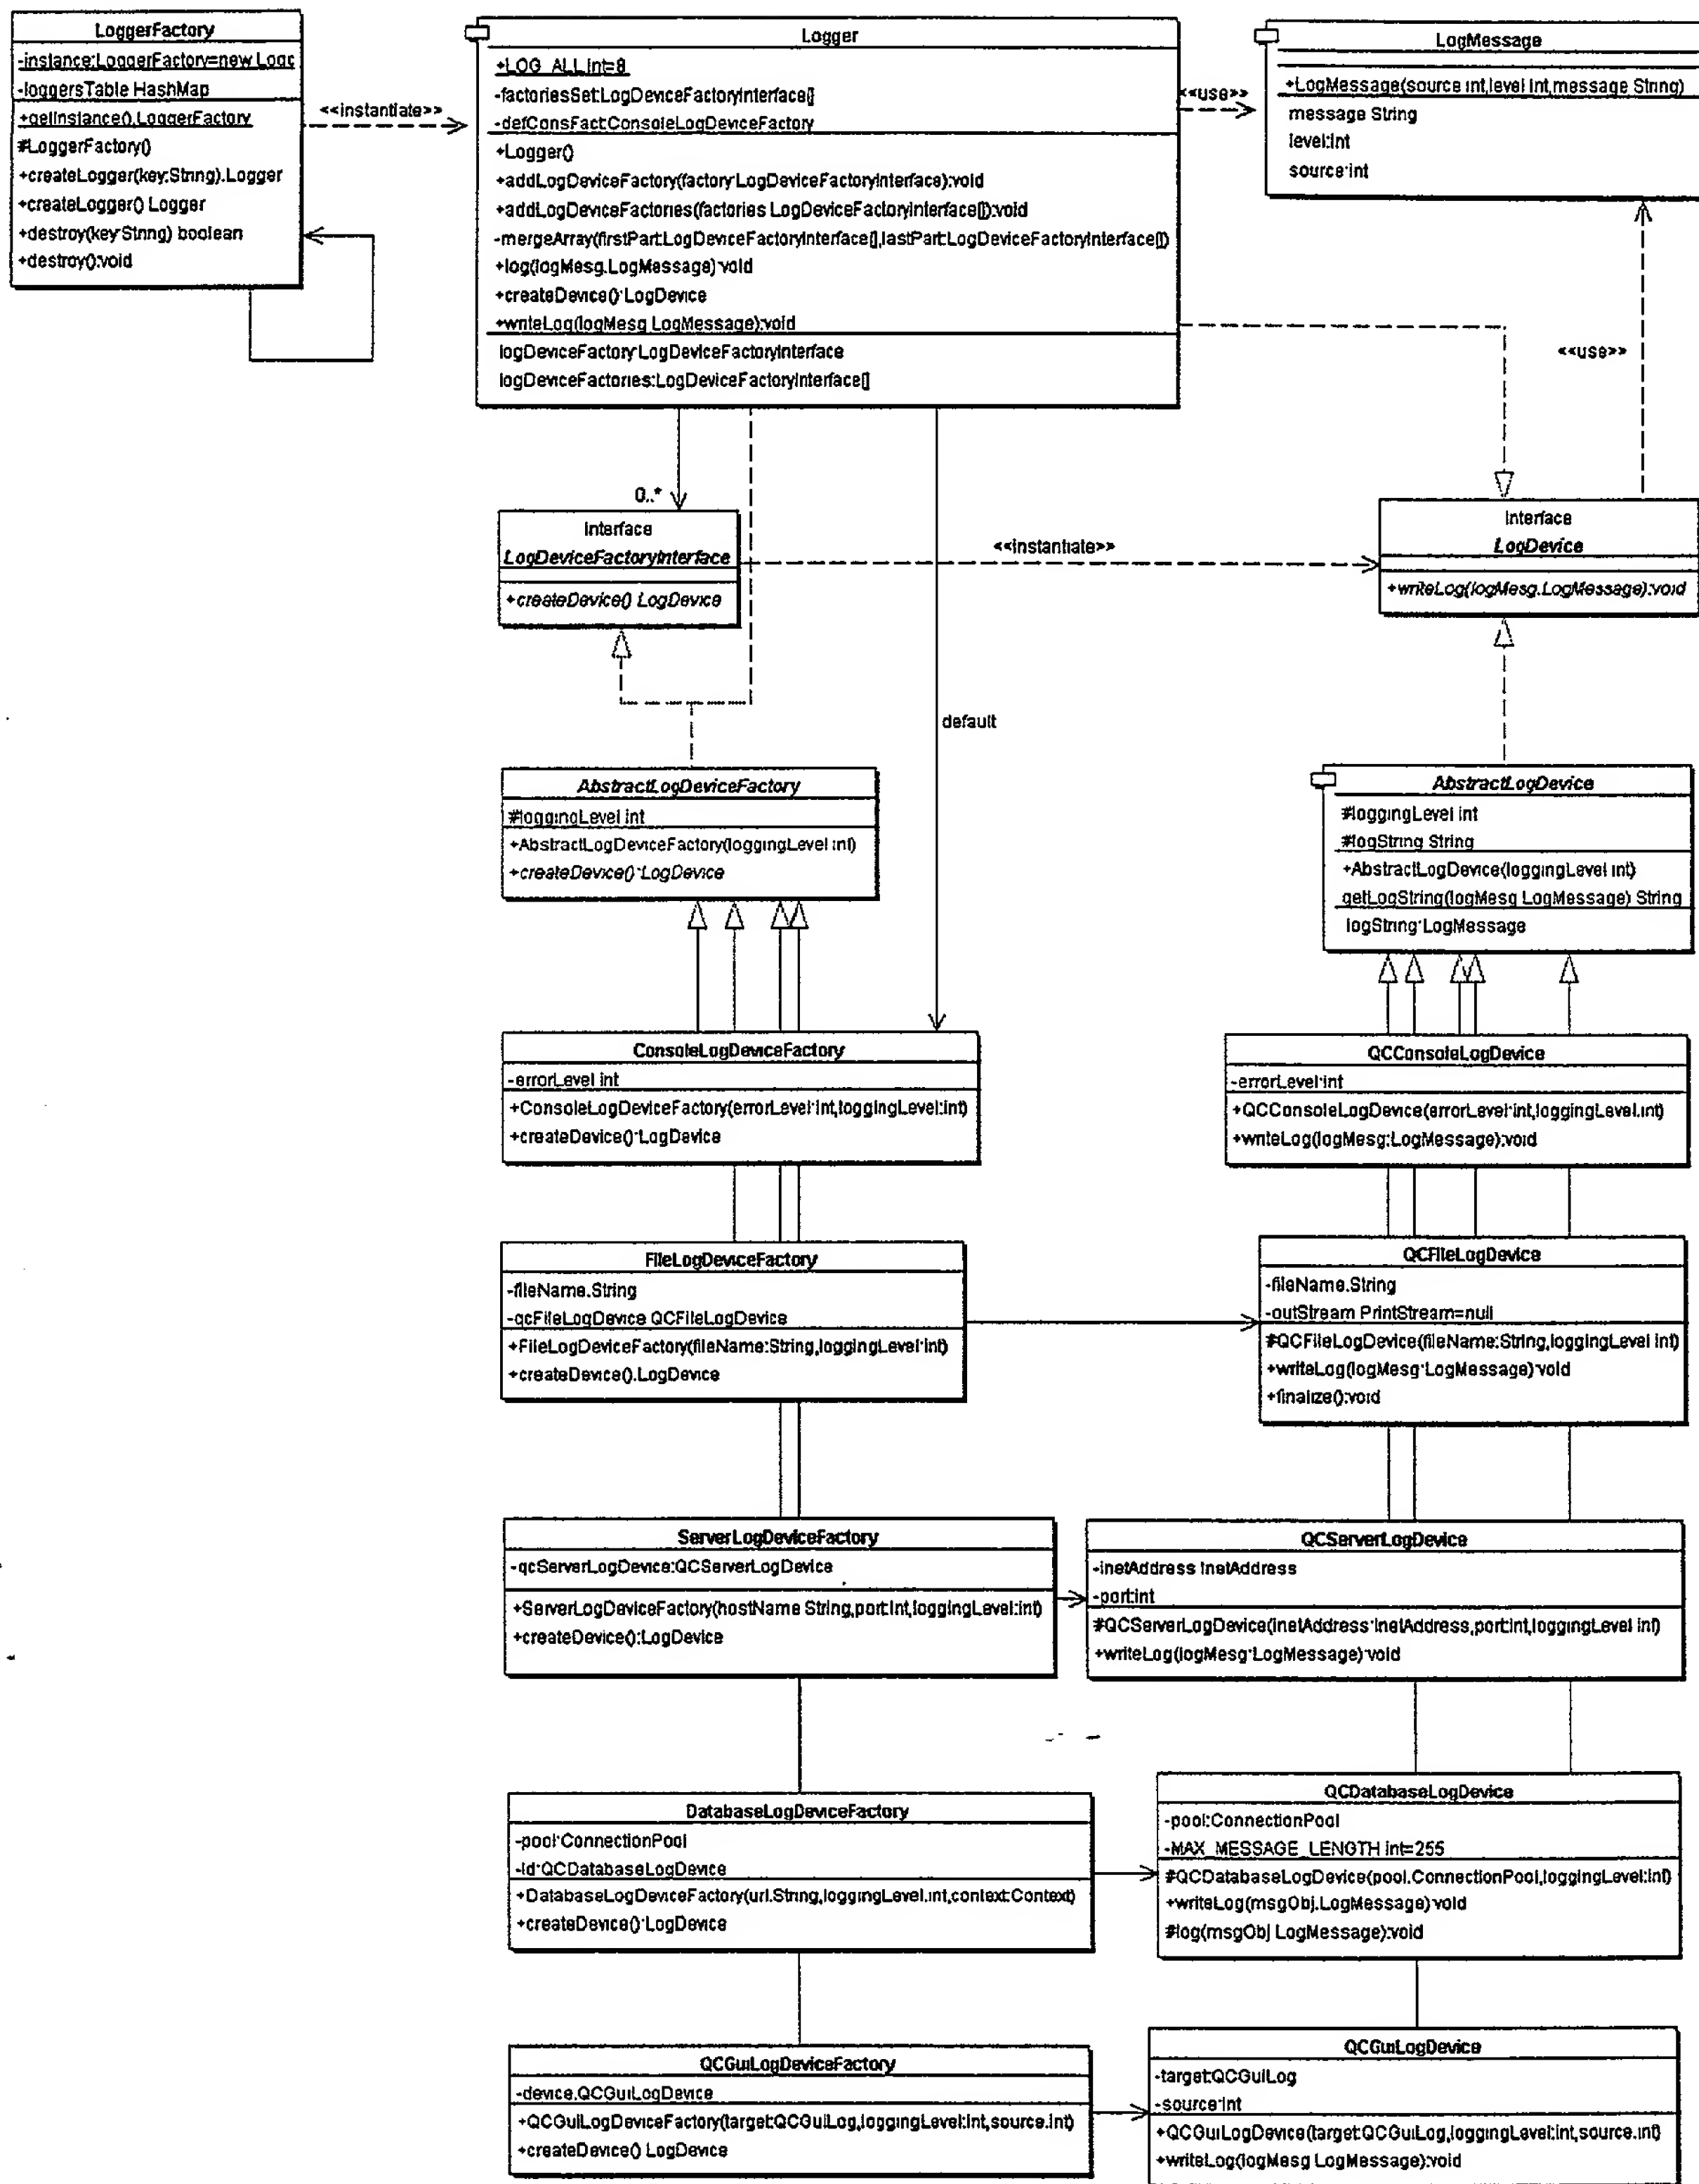 LoggerFactory
-instance:LoggerFactory=new Logc
-loggersTable HashMap
+getInstance().LoggerFactory
#LoggerFactory()
+createLogger(key:String).Logger
+createLogger() Logger
+destroy(key String) boolean
+destroy():void
<<instantiate>>
Logger
+LOG_ALL.int=8
-factoriesSet:LogDeviceFactoryInterface[]
-defConsFact:ConsoleLogDeviceFactory
+Logger()
+addLogDeviceFactory(factory:LogDeviceFactoryInterface):void
+addLogDeviceFactories(factories LogDeviceFactoryInterface[]):void
-mergeArray(firstPart:LogDeviceFactoryInterface[],lastPart:LogDeviceFactoryInterface[])
+log(logMesg.LogMessage):void
+createDevice():LogDevice
+writeLog(logMesg LogMessage):void
logDeviceFactory:LogDeviceFactoryInterface
logDeviceFactories:LogDeviceFactoryInterface[]
<<use>>
LogMessage
+LogMessage(source int,level int,message String)
message String
level:int
source:int
<<use>>
0..*
Interface
LogDeviceFactoryInterface
+createDevice() LogDevice
<<instantiate>>
Interface
LogDevice
+writeLog(logMesg.LogMessage):void
default
AbstractLogDeviceFactory
#loggingLevel int
+AbstractLogDeviceFactory(loggingLevel int)
+createDevice():LogDevice
AbstractLogDevice
#loggingLevel int
#logString String
+AbstractLogDevice(loggingLevel int)
getLogString(logMesg LogMessage) String
logString:LogMessage
ConsoleLogDeviceFactory
-errorLevel int
+ConsoleLogDeviceFactory(errorLevel:int,loggingLevel:int)
+createDevice():LogDevice
QCConsoleLogDevice
-errorLevel:int
+QCConsoleLogDevice(errorLevel:int,loggingLevel.int)
+writeLog(logMesg:LogMessage):void
FileLogDeviceFactory
-fileName.String
-qcFileLogDevice QCFileLogDevice
+FileLogDeviceFactory(fileName:String,loggingLevel:int)
+createDevice().LogDevice
QCFileLogDevice
-fileName.String
-outStream PrintStream=null
#QCFileLogDevice(fileName:String,loggingLevel int)
+writeLog(logMesg:LogMessage):void
+finalize():void
ServerLogDeviceFactory
-qcServerLogDevice:QCServerLogDevice
+ServerLogDeviceFactory(hostName String,port:int,loggingLevel:int)
+createDevice():LogDevice
QCServerLogDevice
-inetAddress InetAddress
-port:int
#QCServerLogDevice(inetAddress:InetAddress,port:int,loggingLevel int)
+writeLog(logMesg:LogMessage):void
DatabaseLogDeviceFactory
-pool:ConnectionPool
-ld:QCDatabaseLogDevice
+DatabaseLogDeviceFactory(url.String,loggingLevel.int,context:Context)
+createDevice():LogDevice
QCDatabaseLogDevice
-pool:ConnectionPool
-MAX_MESSAGE_LENGTH int=255
#QCDatabaseLogDevice(pool.ConnectionPool,loggingLevel:int)
+writeLog(msgObj.LogMessage):void
#log(msgObj LogMessage):void
QCGuiLogDeviceFactory
-device.QCGuiLogDevice
+QCGuiLogDeviceFactory(target:QCGuiLog,loggingLevel:int,source.int)
+createDevice() LogDevice
QCGuiLogDevice
-target:QCGuiLog
-source:int
+QCGuiLogDevice(target:QCGuiLog,loggingLevel:int,source.int)
+writeLog(logMesg LogMessage):void